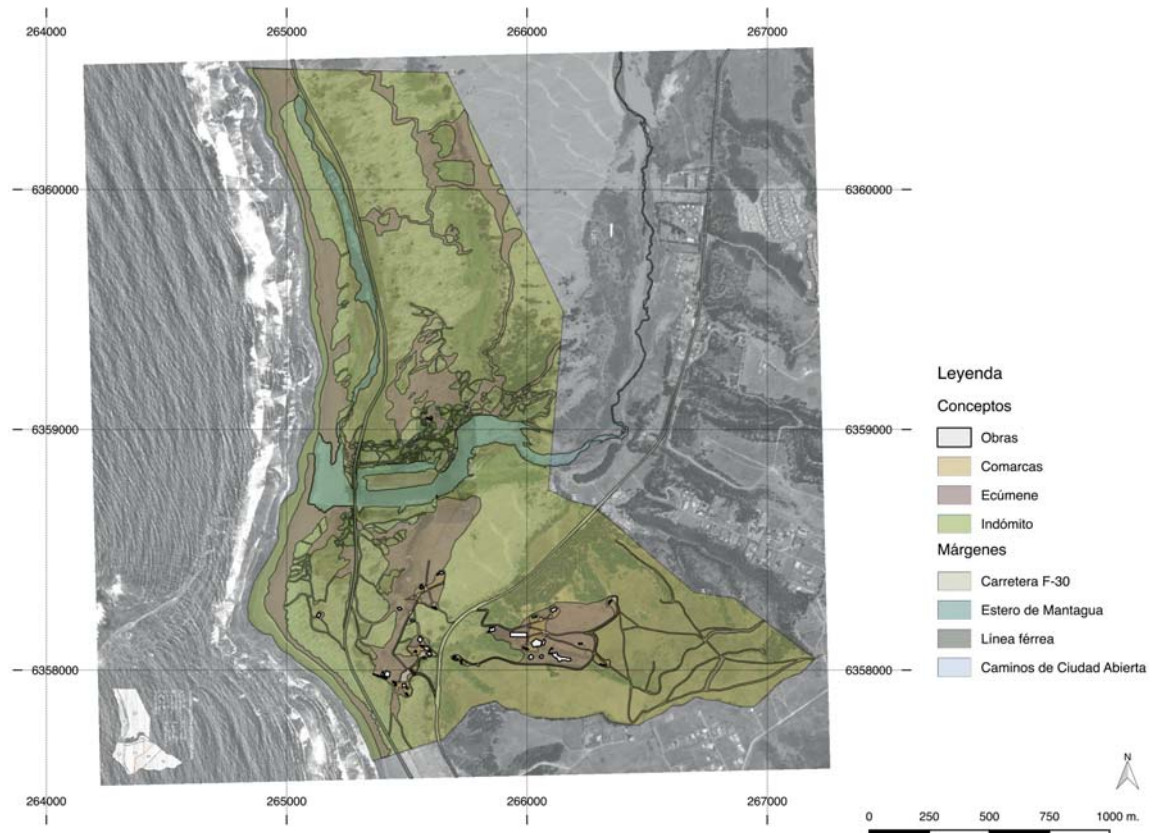 264000 265000 266000 267000
6360000 6360000
6359000 6359000
6358000 6358000
264000 265000 266000 267000
Leyenda
Conceptos
Obras
Comarcas
Ecúmene
Indómito
Márgenes
Carretera F-30
Estero de Mantagua
Línea férrea
Caminos de Ciudad Abierta
N
0 250 500 750 1000 m.